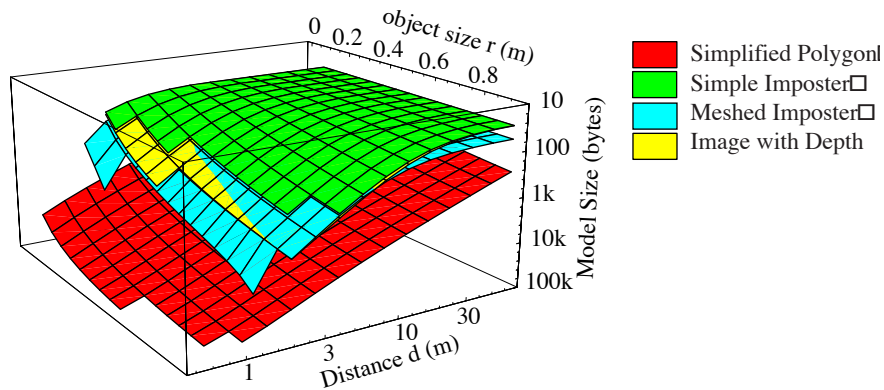 0
0.2
0.4
0.6
0.8
object size r (m)
10
100
1k
10k
100k
Model Size (bytes)
1
3
10
30
Distance d (m)
Simplified Polygon
Simple Imposter□
Meshed Imposter□
Image with Depth